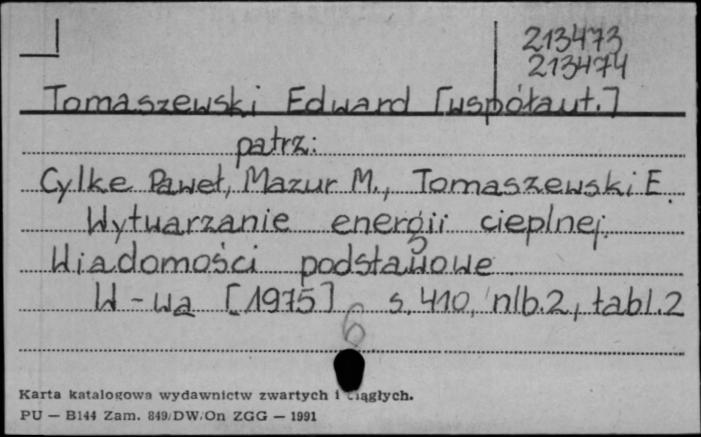 213473
213474
Tomaszewski Edward [współaut.]
patrz:
Cylke Paweł, Mazur M., Tomaszewski E.
Wytwarzanie energii cieplnej.
Wiadomości podstawowe
W-wa [1975] s. 410, nlb. 2, tabl. 2
6
Karta katalogowa wydawnictw zwartych i ciągłych.
PU — B144 Zam. 849/DW/On ZGG — 1991